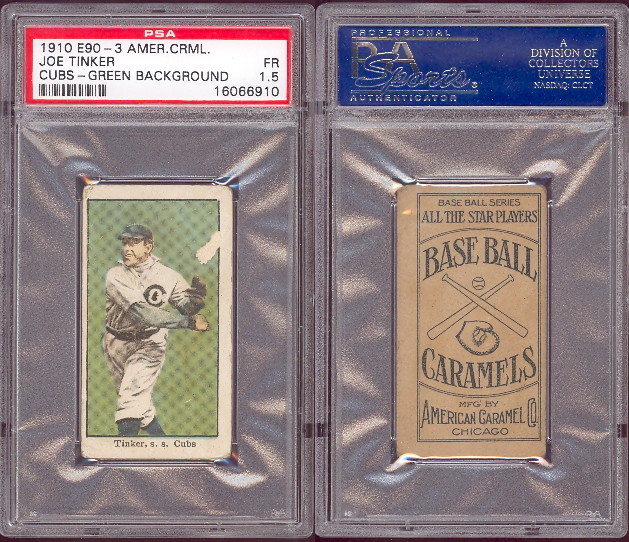 PSA
1910 E90-3 AMER.CRML.
JOE TINKER FR
CUBS-GREEN BACKGROUND 1.5
16066910
C
Tinker, s. s. Cubs
PROFESSIONAL
PSA
Sports
AUTHENTICATOR
A
DIVISION OF
COLLECTORS
UNIVERSE
NASDAQ: CLCT
BASE BALL SERIES
ALL THE STAR PLAYERS
BASE BALL
CARAMELS
MFG BY
AMERICAN CARAMEL CO.
CHICAGO